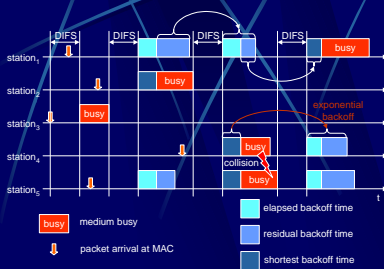 DIFS DIFS DIFS DIFS
station1 busy
station2 busy
station3 busy
exponential
backoff
station4 busy
collision
station5 busy
t
busy medium busy
packet arrival at MAC
elapsed backoff time
residual backoff time
shortest backoff time